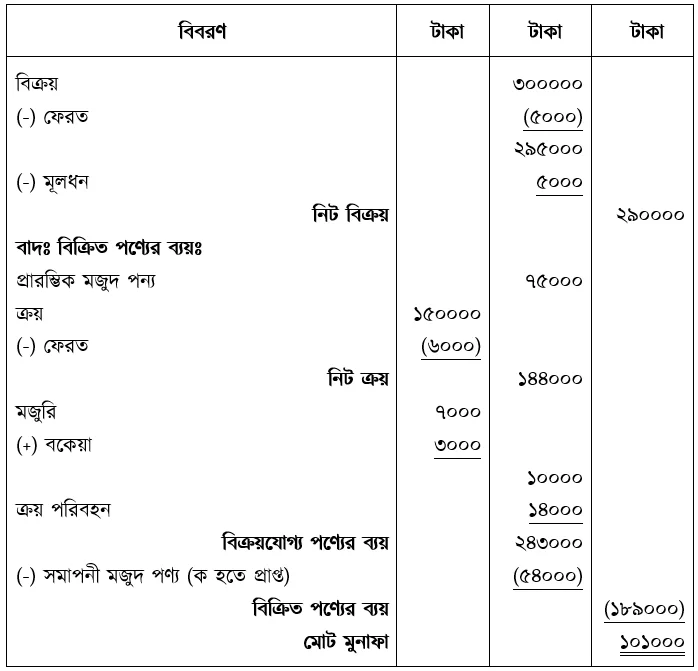 বিবরণ টাকা টাকা টাকা
বিক্রয় ৩০০০০০
(-) ফেরত (৫০০০)
২৯৫০০০
(-) মূলধন ৫০০০
নিট বিক্রয় ২৯০০০০
বাদঃ বিক্রিত পণ্যের ব্যয়ঃ
প্রারম্ভিক মজুদ পন্য ৭৫০০০
ক্রয় ১৫০০০০
(-) ফেরত (৬০০০)
নিট ক্রয় ১৪৪০০০
মজুরি ৭০০০
(+) বকেয়া ৩০০০
১০০০০
ক্রয় পরিবহন ১৪০০০
বিক্রয়যোগ্য পণ্যের ব্যয় ২৪৩০০০
(-) সমাপনী মজুদ পণ্য (ক হতে প্রাপ্ত) (৫৪০০০)
বিক্রিত পণ্যের ব্যয় (১৮৯০০০)
মোট মুনাফা ১০১০০০